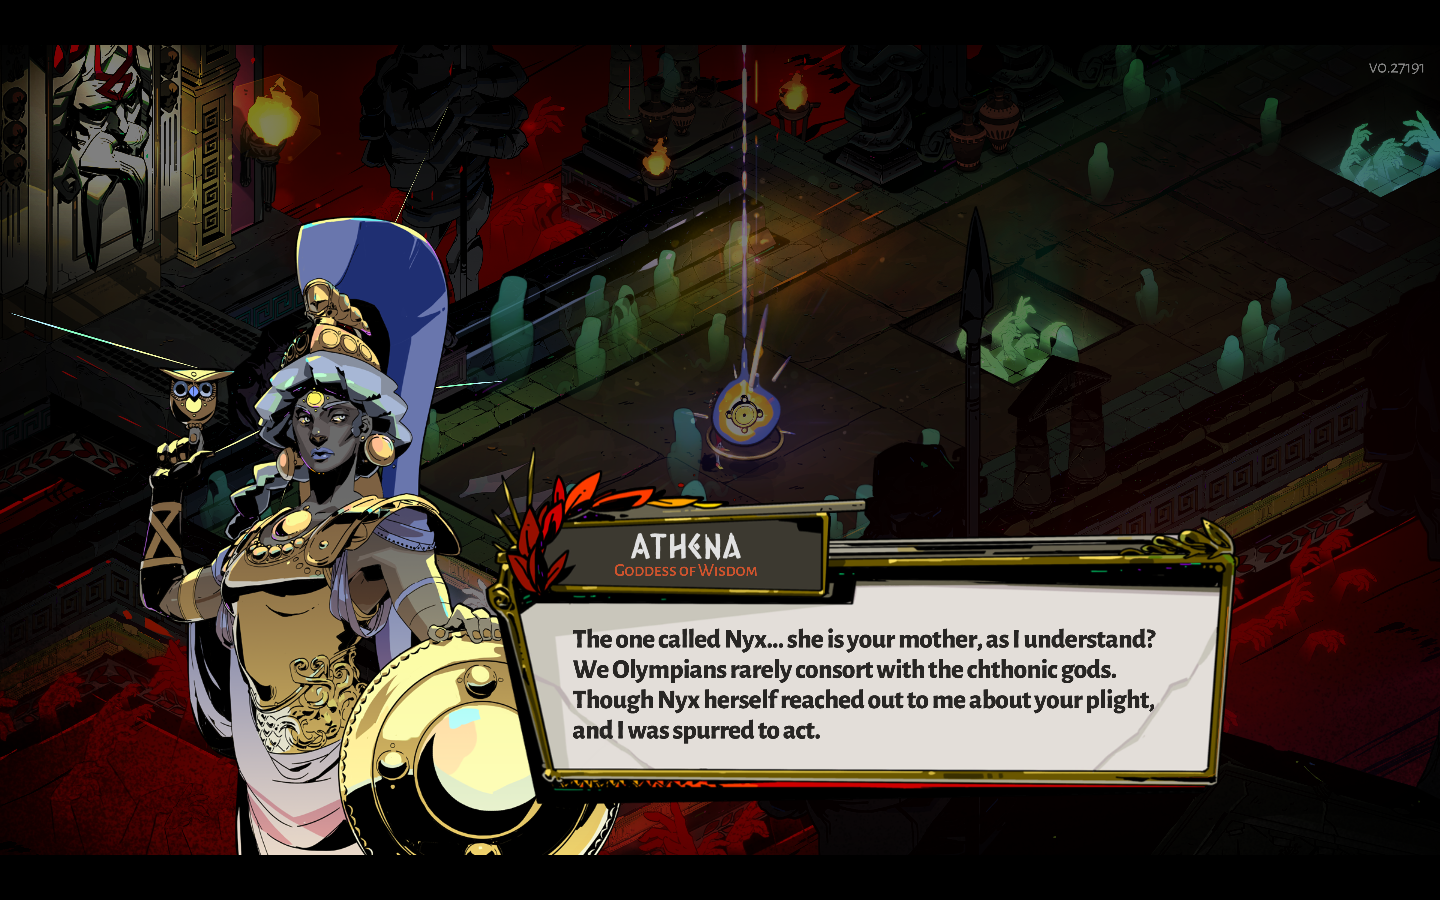 V0.27191
ATHENA
GODDESS OF WISDOM
The one called Nyx... she is your mother, as I understand?
We Olympians rarely consort with the chthonic gods.
Though Nyx herself reached out to me about your plight,
and I was spurred to act.